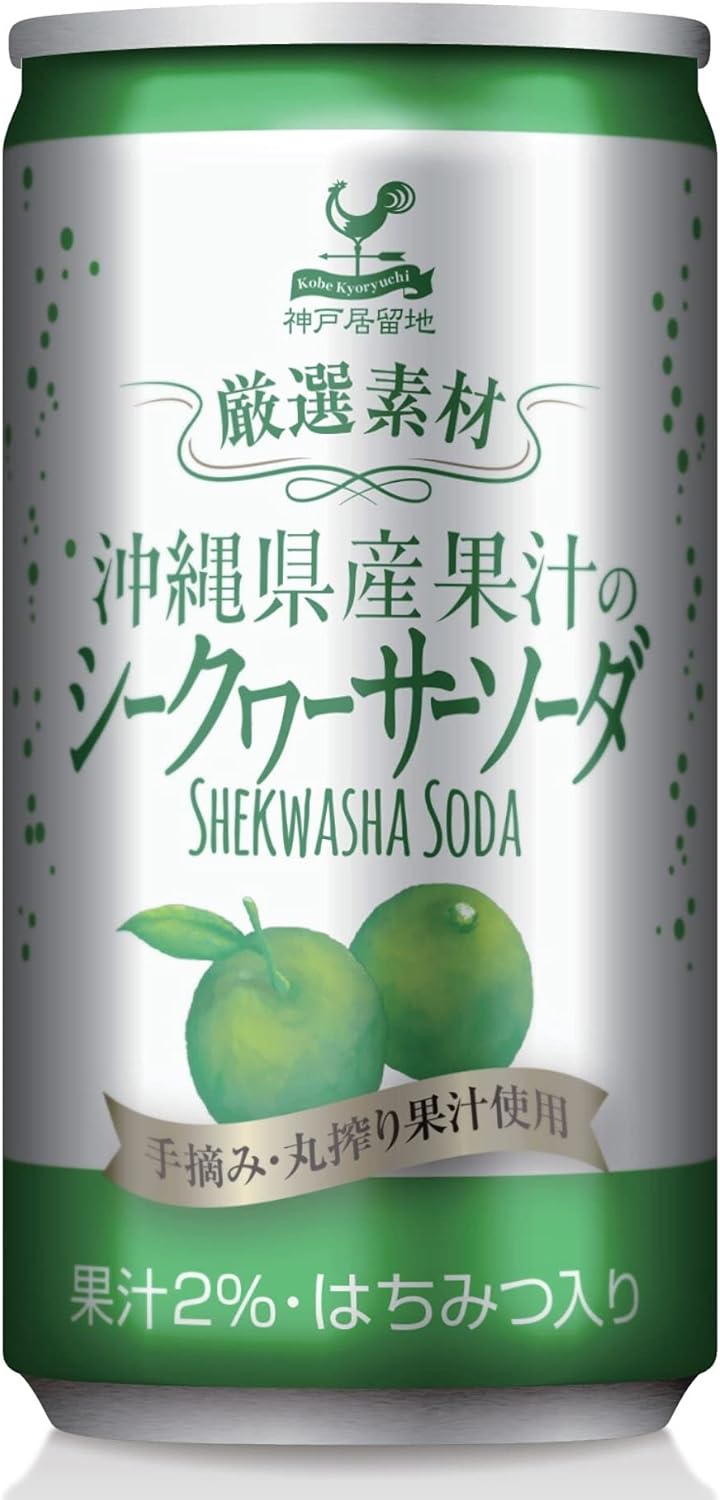 Kobe Kyoryuchi
神戸居留地
厳選素材
沖縄県産果汁の
シークヮーサーソーダ
SHEKWASHA SODA
手摘み・丸搾り果汁使用
果汁2%・はちみつ入り